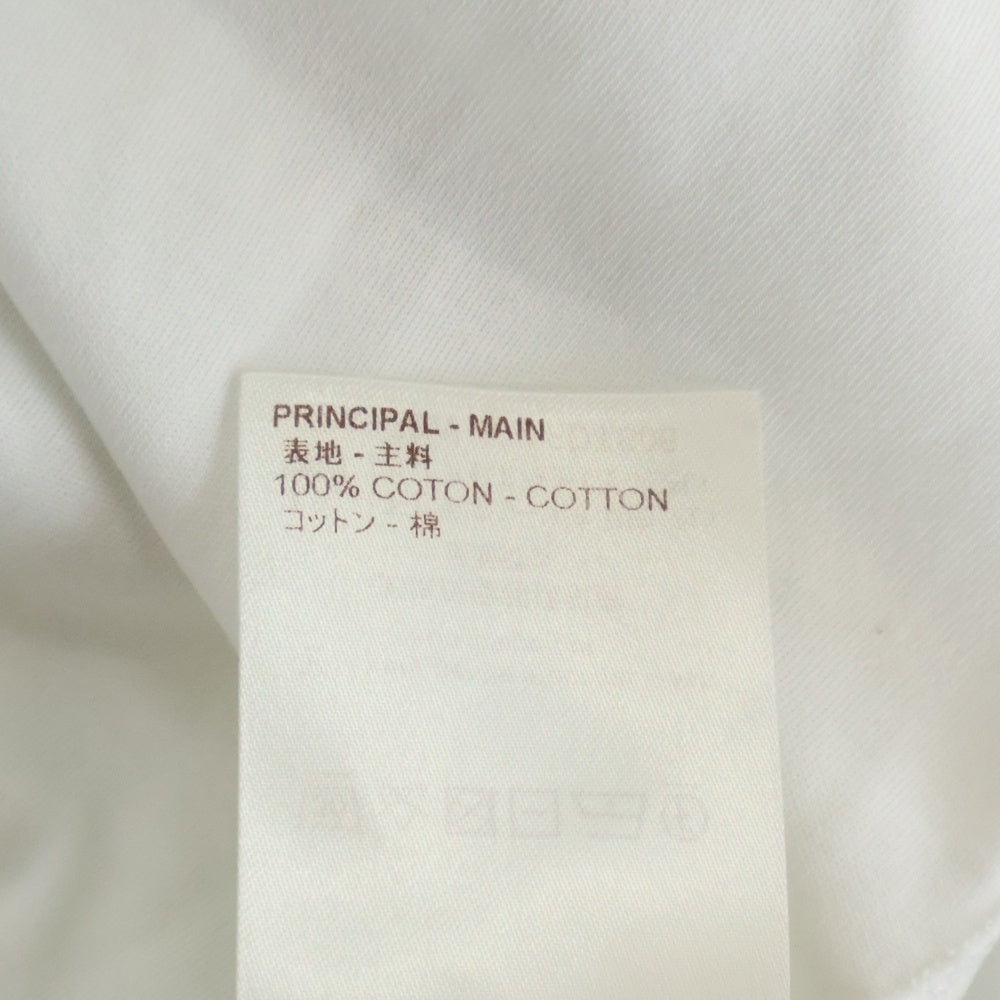 PRINCIPAL - MAIN
表地 - 主料
100% COTON - COTTON
コットン - 棉